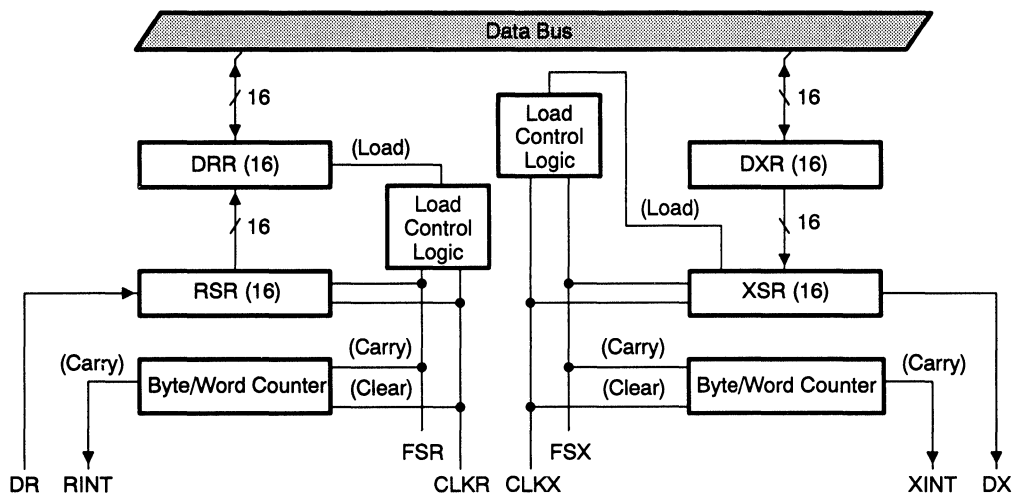 Data Bus
16
16
Load
Control
Logic
DRR (16)
(Load)
DXR (16)
Load
Control
Logic
16
(Load)
16
RSR (16)
XSR (16)
(Carry)
Byte/Word Counter
(Carry)
(Clear)
(Carry)
(Clear)
Byte/Word Counter
(Carry)
FSR
FSX
DR
RINT
CLKR
CLKX
XINT
DX